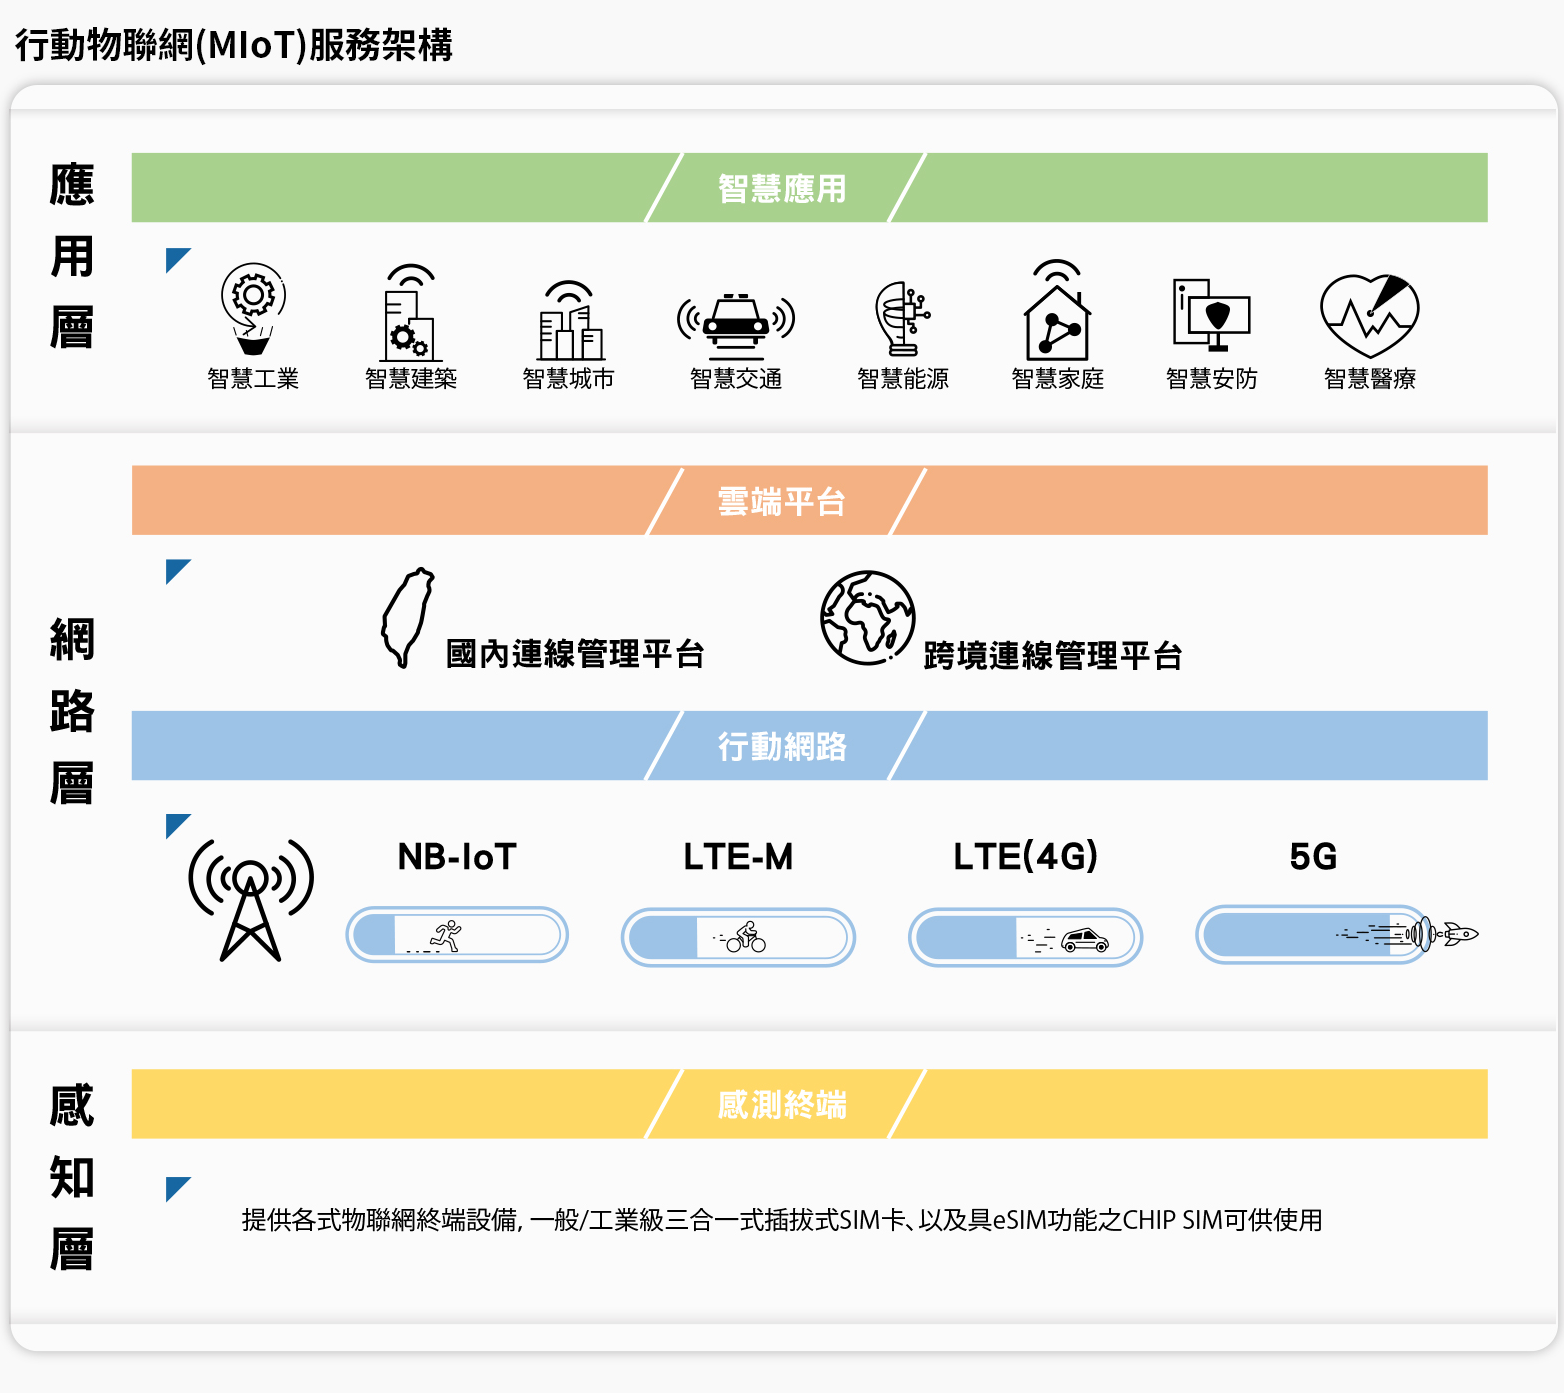 行動物聯網(MIoT)服務架構
應用層
智慧應用
智慧工業
智慧建築
智慧城市
智慧交通
智慧能源
智慧家庭
智慧安防
智慧醫療
網路層
雲端平台
國內連線管理平台
跨境連線管理平台
行動網路
NB-IoT
LTE-M
LTE(4G)
5G
感知層
感測終端
提供各式物聯網終端設備, 一般/工業級三合一式插拔式SIM卡、以及具eSIM功能之CHIP SIM可供使用